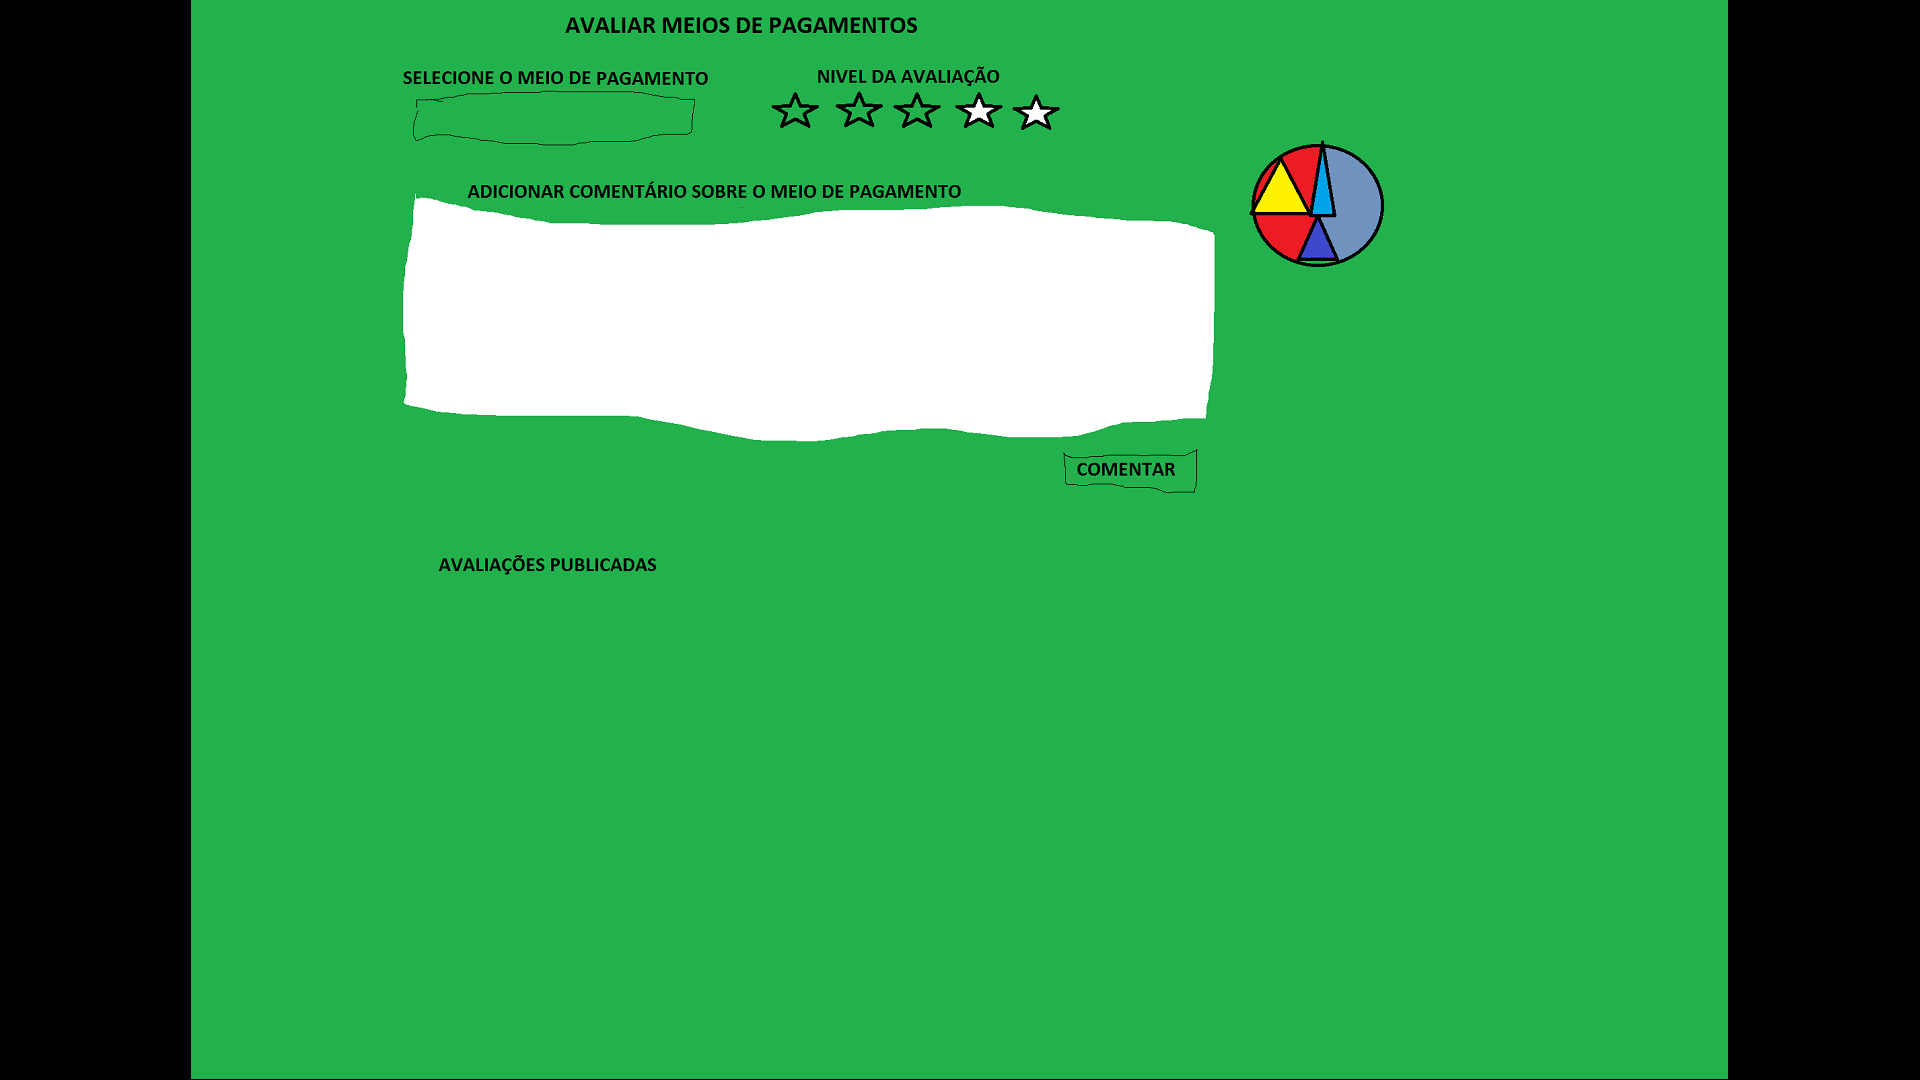 AVALIAR MEIOS DE PAGAMENTOS
SELECIONE O MEIO DE PAGAMENTO
NIVEL DA AVALIAÇÃO
ADICIONAR COMENTÁRIO SOBRE O MEIO DE PAGAMENTO
COMENTAR
AVALIAÇÕES PUBLICADAS